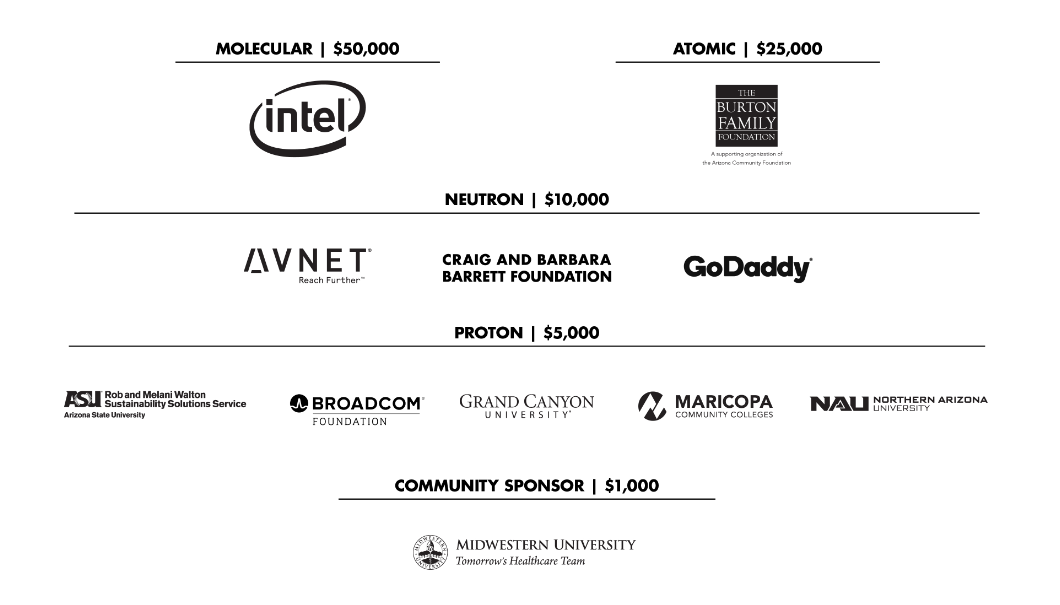 MOLECULAR | $50,000
ATOMIC | $25,000
intel
THE
BURTON
FAMILY
FOUNDATION
A supporting organization of
the Arizona Community Foundation
NEUTRON | $10,000
AVNET®
Reach Further™
CRAIG AND BARBARA
BARRETT FOUNDATION
GoDaddy®
PROTON | $5,000
ASU Rob and Melani Walton
Sustainability Solutions Service
Arizona State University
BROADCOM®
FOUNDATION
GRAND CANYON
UNIVERSITY®
MARICOPA
COMMUNITY COLLEGES
NAU NORTHERN ARIZONA
UNIVERSITY
COMMUNITY SPONSOR | $1,000
MIDWESTERN UNIVERSITY
Tomorrow's Healthcare Team